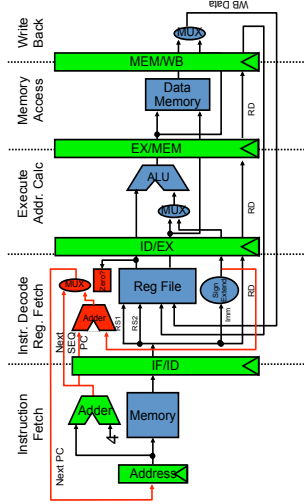 Instruction
Fetch
Instr. Decode
Reg. Fetch
Execute
Addr. Calc
Memory
Access
Write
Back
Next PC
Next
SEQ
PC
4
Adder
Address
Memory
IF/ID
Adder
MUX
Zero?
RS1
RS2
Reg File
Imm
Sign
Extend
RD
ID/EX
ALU
MUX
RD
EX/MEM
Data
Memory
RD
MEM/WB
MUX
WB Data